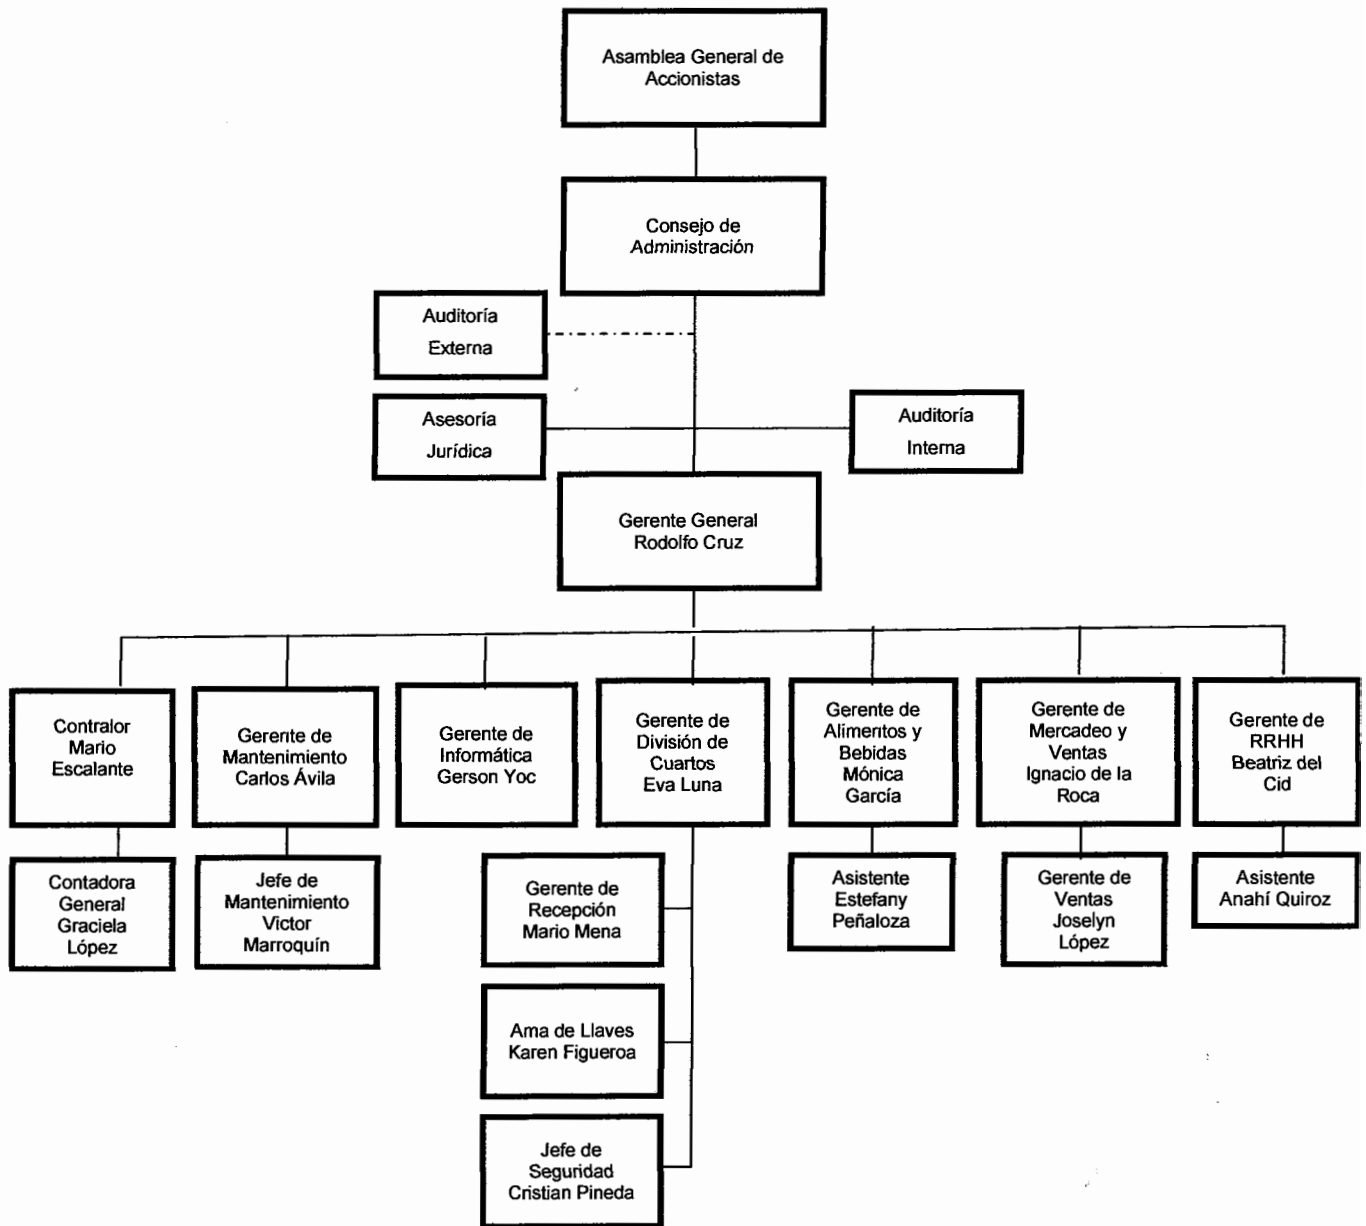 Asamblea General de
Accionistas
Consejo de
Administración
Auditoría
Externa
Asesoría
Jurídica
Auditoría
Interna
Gerente General
Rodolfo Cruz
Contralor
Mario
Escalante
Gerente de
Mantenimiento
Carlos Ávila
Gerente de
Informática
Gerson Yoc
Gerente de
División de
Cuartos
Eva Luna
Gerente de
Alimentos y
Bebidas
Mónica
García
Gerente de
Mercadeo y
Ventas
Ignacio de la
Roca
Gerente de
RRHH
Beatriz del
Cid
Contadora
General
Graciela
López
Jefe de
Mantenimiento
Victor
Marroquín
Gerente de
Recepción
Mario Mena
Asistente
Estefany
Peñaloza
Gerente de
Ventas
Joselyn
López
Asistente
Anahí Quiroz
Ama de Llaves
Karen Figueroa
Jefe de
Seguridad
Cristian Pineda